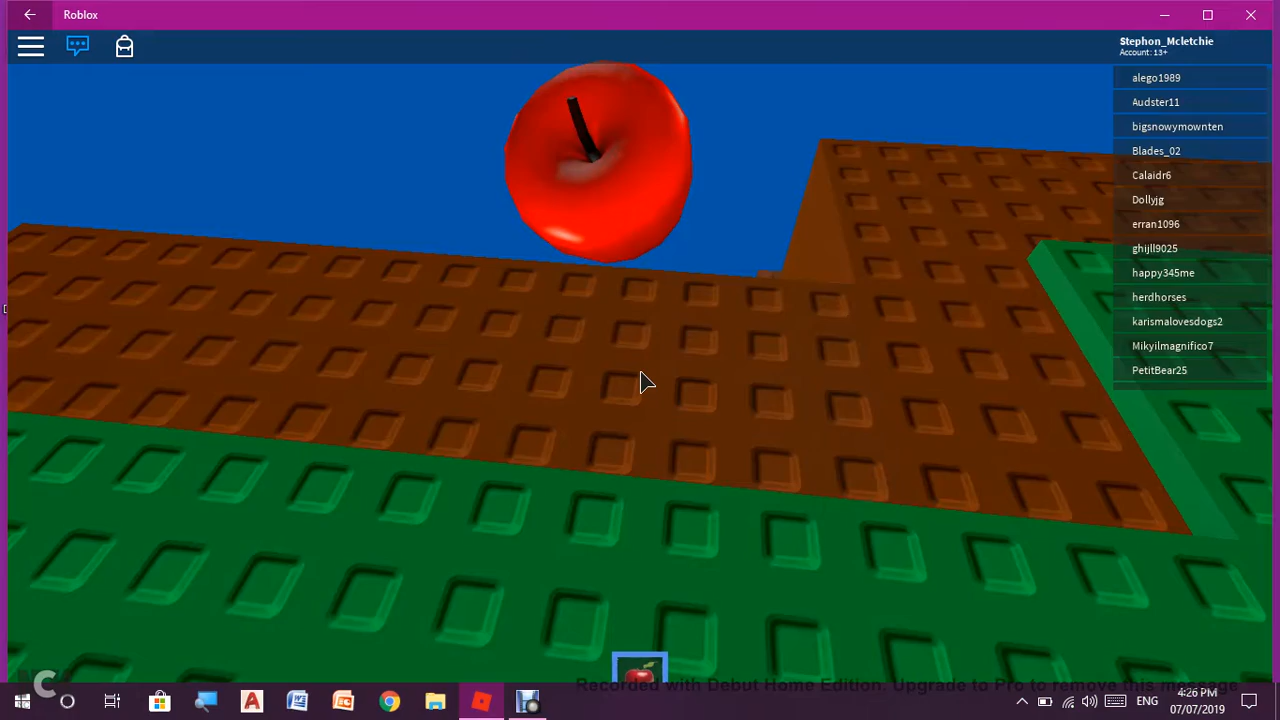 Roblox
Stephon_Mcletchie
Account: 13+
alego1989
Audster11
bigsnowymownten
Blades_02
Calaidr6
Dollyjg
erran1096
ghijll9025
happy345me
herdhorses
karismalovesdogs2
Mikyilmagnifico7
PetitBear25
Recorded with Debut Home Edition. Upgrade to Pro to remove this message
ENG
4:26 PM
07/07/2019